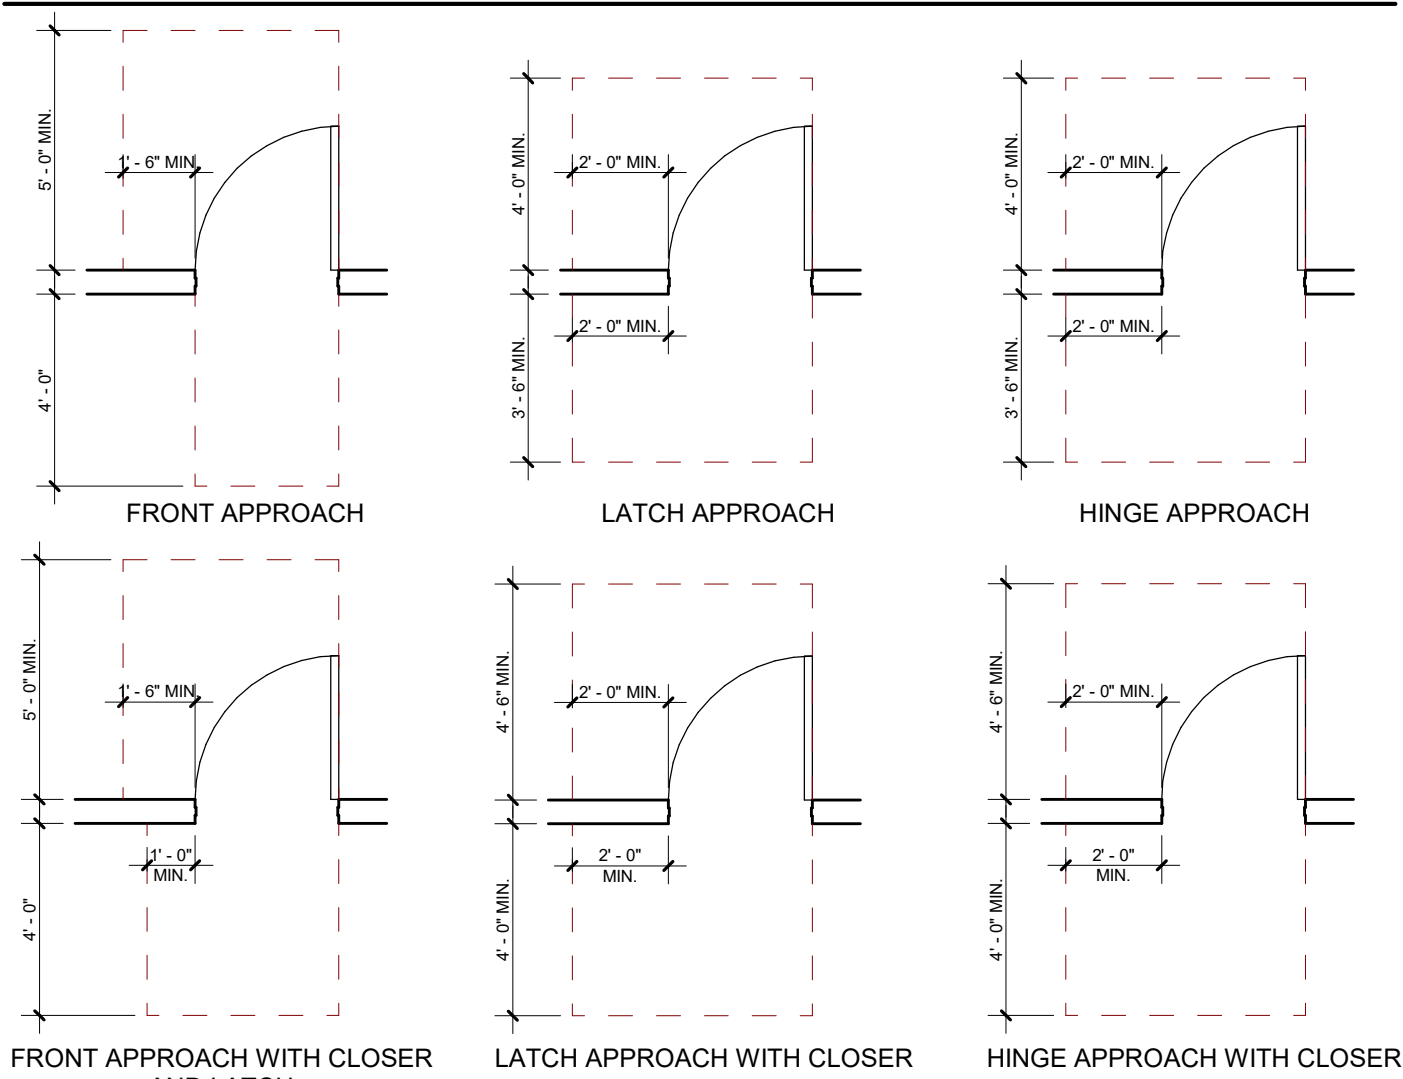 5' - 0" MIN.
1' - 6" MIN.
4' - 0"
FRONT APPROACH
4' - 0" MIN.
2' - 0" MIN.
2' - 0" MIN.
3' - 6" MIN.
LATCH APPROACH
4' - 0" MIN.
2' - 0" MIN.
2' - 0" MIN.
3' - 6" MIN.
HINGE APPROACH
5' - 0" MIN.
1' - 6" MIN.
1' - 0"
MIN.
4' - 0"
FRONT APPROACH WITH CLOSER
AND LATCH
4' - 6" MIN.
2' - 0" MIN.
2' - 0"
MIN.
4' - 0" MIN.
LATCH APPROACH WITH CLOSER
4' - 6" MIN.
2' - 0" MIN.
2' - 0"
MIN.
4' - 0" MIN.
HINGE APPROACH WITH CLOSER